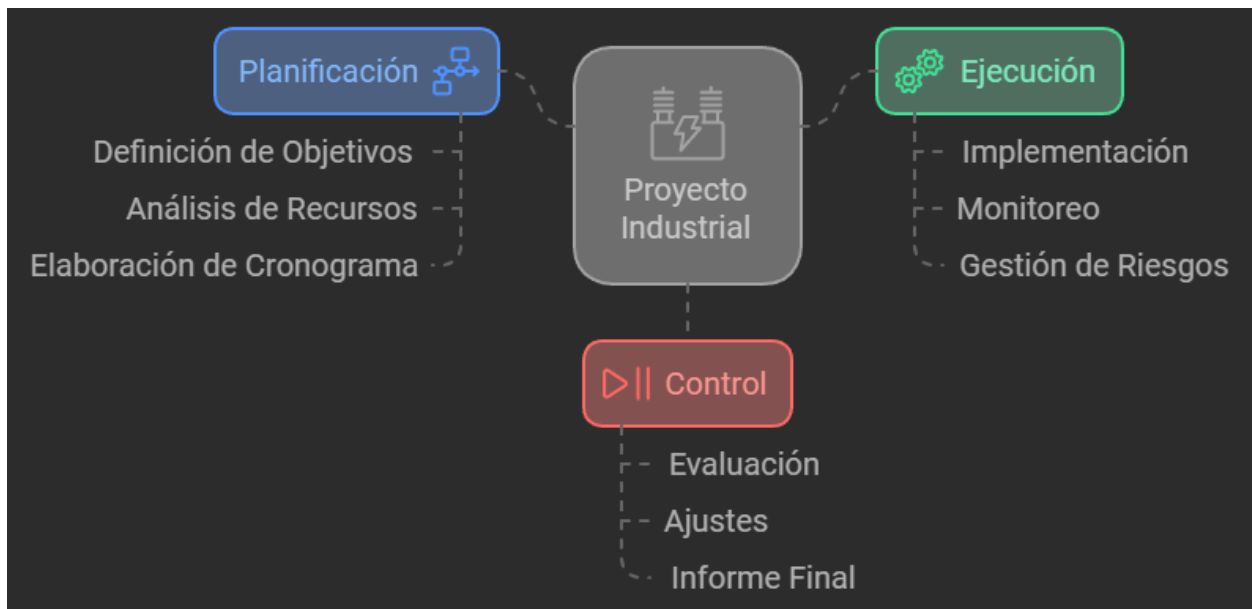 Planificación
Definición de Objetivos
Análisis de Recursos
Elaboración de Cronograma
Proyecto
Industrial
Ejecución
Implementación
Monitoreo
Gestión de Riesgos
Control
Evaluación
Ajustes
Informe Final